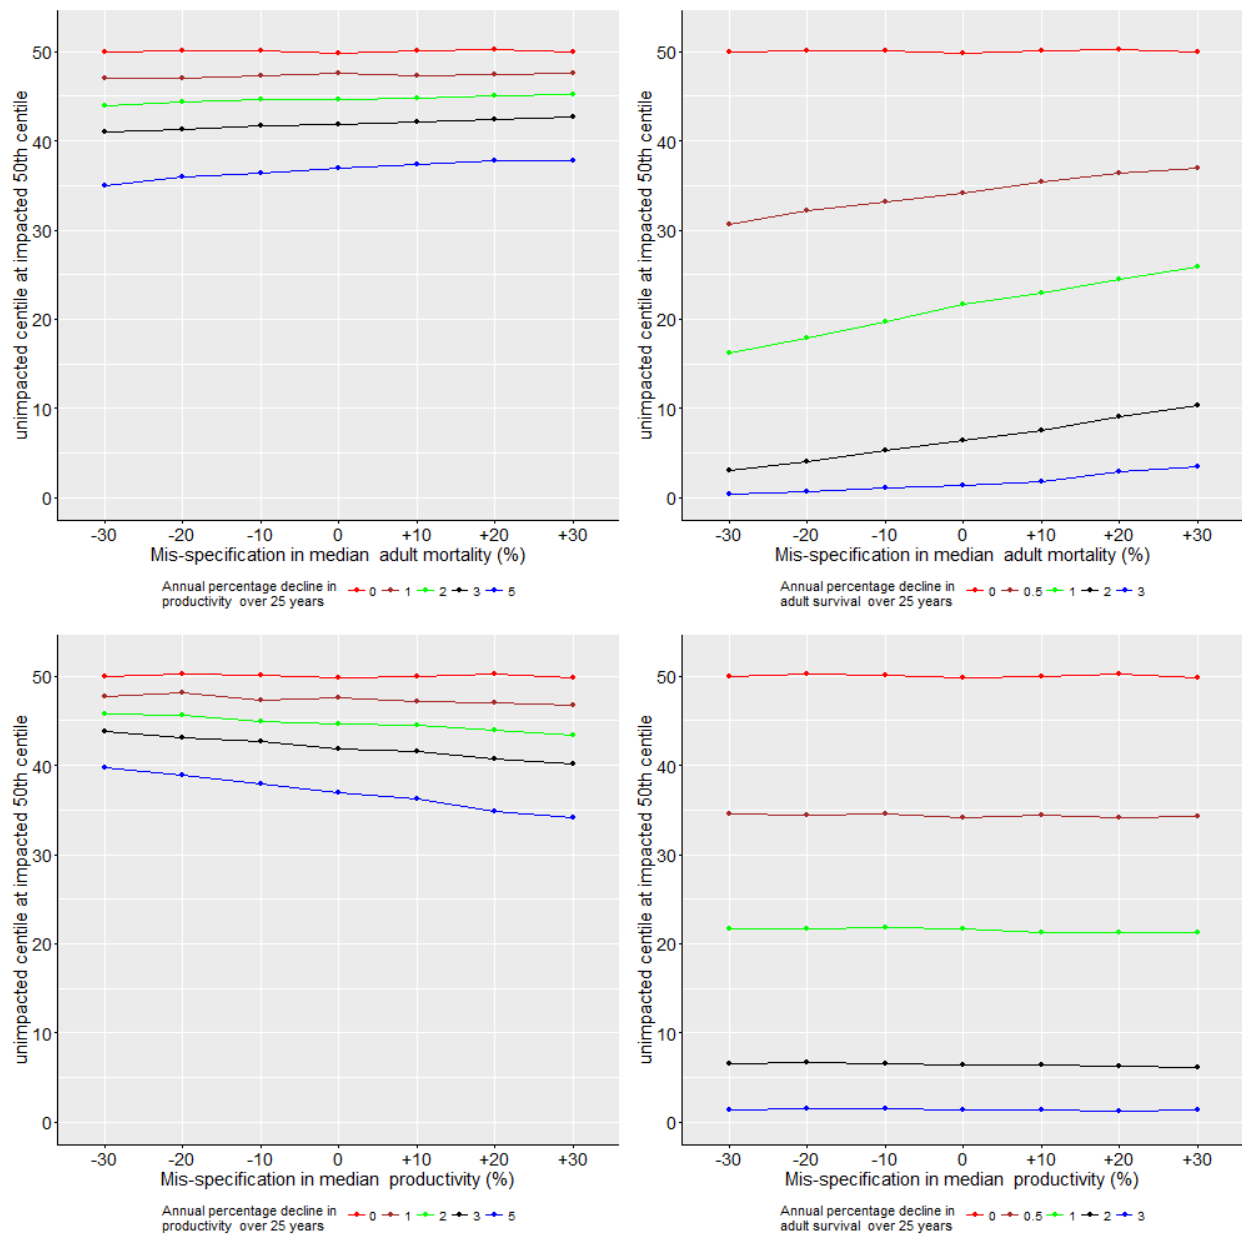 unimpacted centile at impacted 50th centile
50
40
30
20
10
0
-30 -20 -10 0 +10 +20 +30
Mis-specification in median adult mortality (%)
Annual percentage decline in
productivity over 25 years
0 1 2 3 5
unimpacted centile at impacted 50th centile
50
40
30
20
10
0
-30 -20 -10 0 +10 +20 +30
Mis-specification in median adult mortality (%)
Annual percentage decline in
adult survival over 25 years
0 0.5 1 2 3
unimpacted centile at impacted 50th centile
50
40
30
20
10
0
-30 -20 -10 0 +10 +20 +30
Mis-specification in median productivity (%)
Annual percentage decline in
productivity over 25 years
0 1 2 3 5
unimpacted centile at impacted 50th centile
50
40
30
20
10
0
-30 -20 -10 0 +10 +20 +30
Mis-specification in median productivity (%)
Annual percentage decline in
adult survival over 25 years
0 0.5 1 2 3